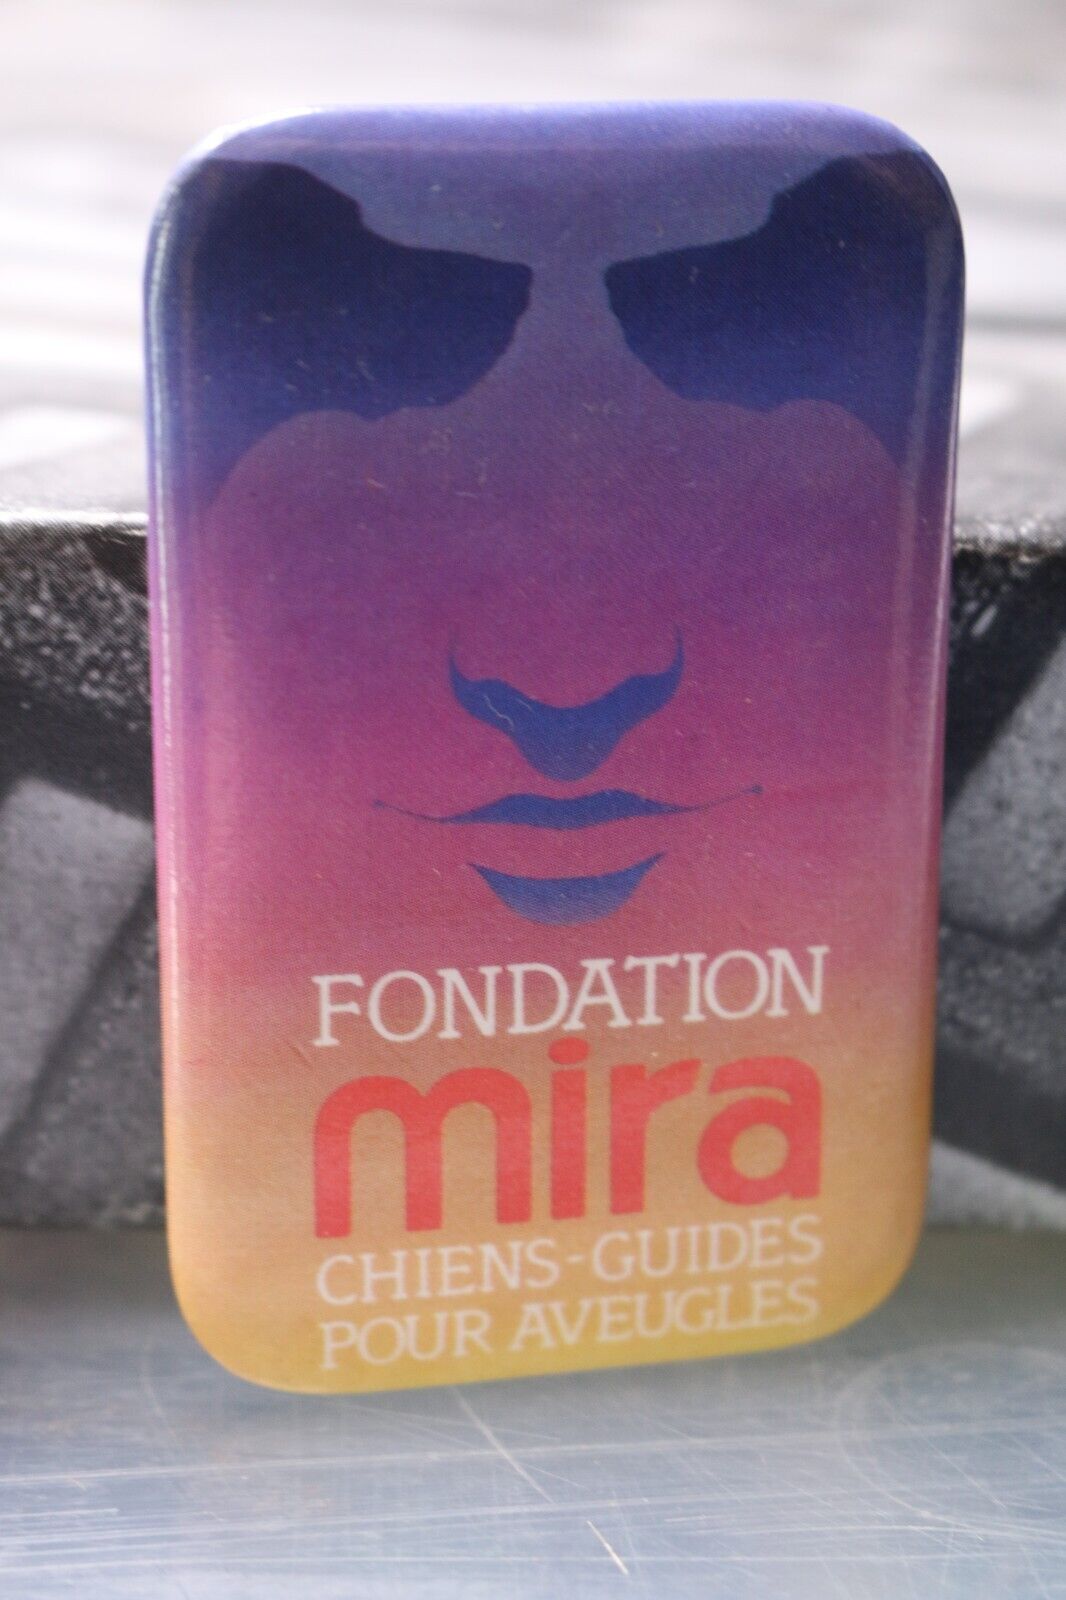 FONDATION
mira
CHIENS-GUIDES
POUR AVEUGLES